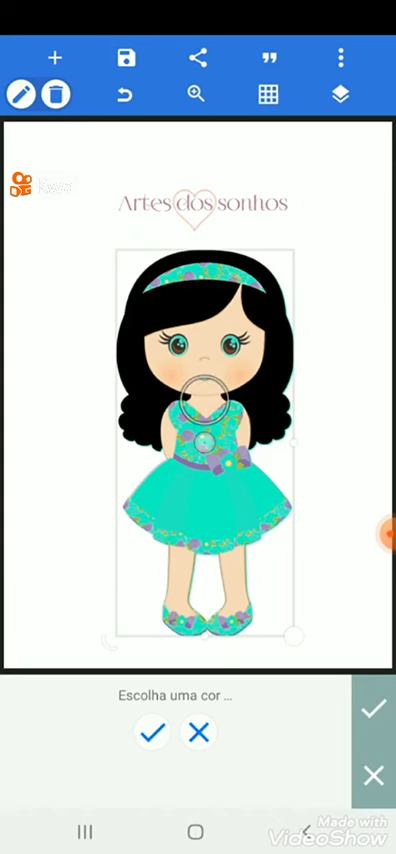 Kwai
Artes dos sonhos
Escolha uma cor ...
Made with
VideoShow